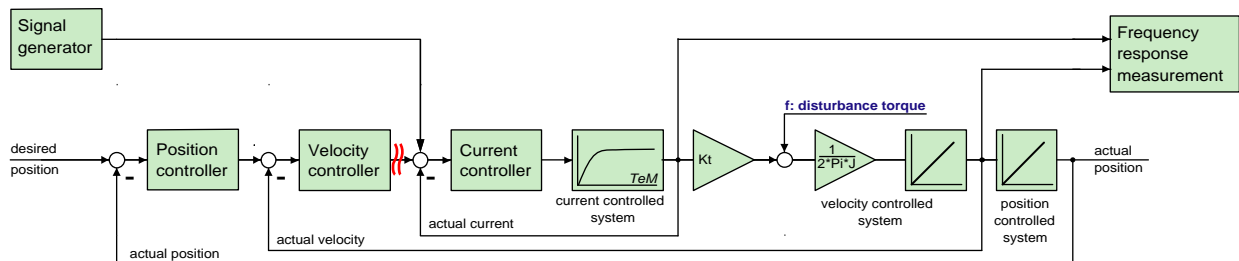 Signal
generator
Frequency
response
measurement
f: disturbance torque
desired
position
Position
controller
Velocity
controller
Current
controller
TeM
Kt
1
2*Pi*J
actual
position
-
-
-
current controlled
system
velocity controlled
system
position
controlled
system
actual current
actual velocity
actual position